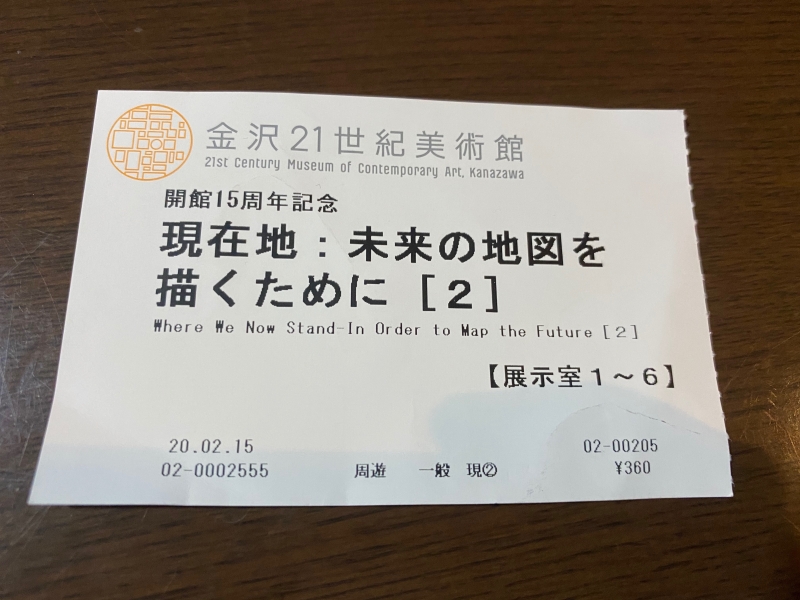 金沢21世紀美術館
21st Century Museum of Contemporary Art, Kanazawa
開館15周年記念
現在地：未来の地図を
描くために［２］
Where We Now Stand-In Order to Map the Future [2]
【展示室１～６】
20.02.15 02-00205
02-0002555 周遊 一般 現② ¥360